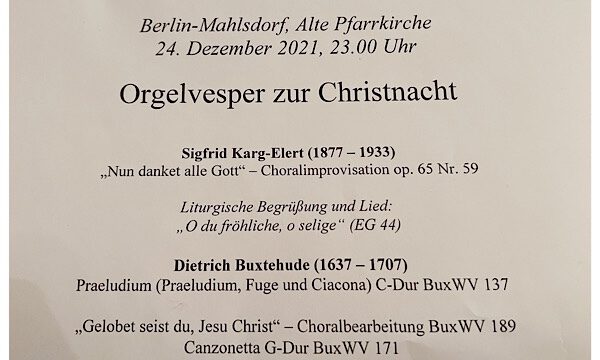 Berlin-Mahlsdorf, Alte Pfarrkirche
24. Dezember 2021, 23.00 Uhr
Orgelvesper zur Christnacht
Sigfrid Karg-Elert (1877 – 1933)
„Nun danket alle Gott“ – Choralimprovisation op. 65 Nr. 59
Liturgische Begrüßung und Lied:
„O du fröhliche, o selige“ (EG 44)
Dietrich Buxtehude (1637 – 1707)
Praeludium (Praeludium, Fuge und Ciacona) C-Dur BuxWV 137
„Gelobet seist du, Jesu Christ“ – Choralbearbeitung BuxWV 189
Canzonetta G-Dur BuxWV 171